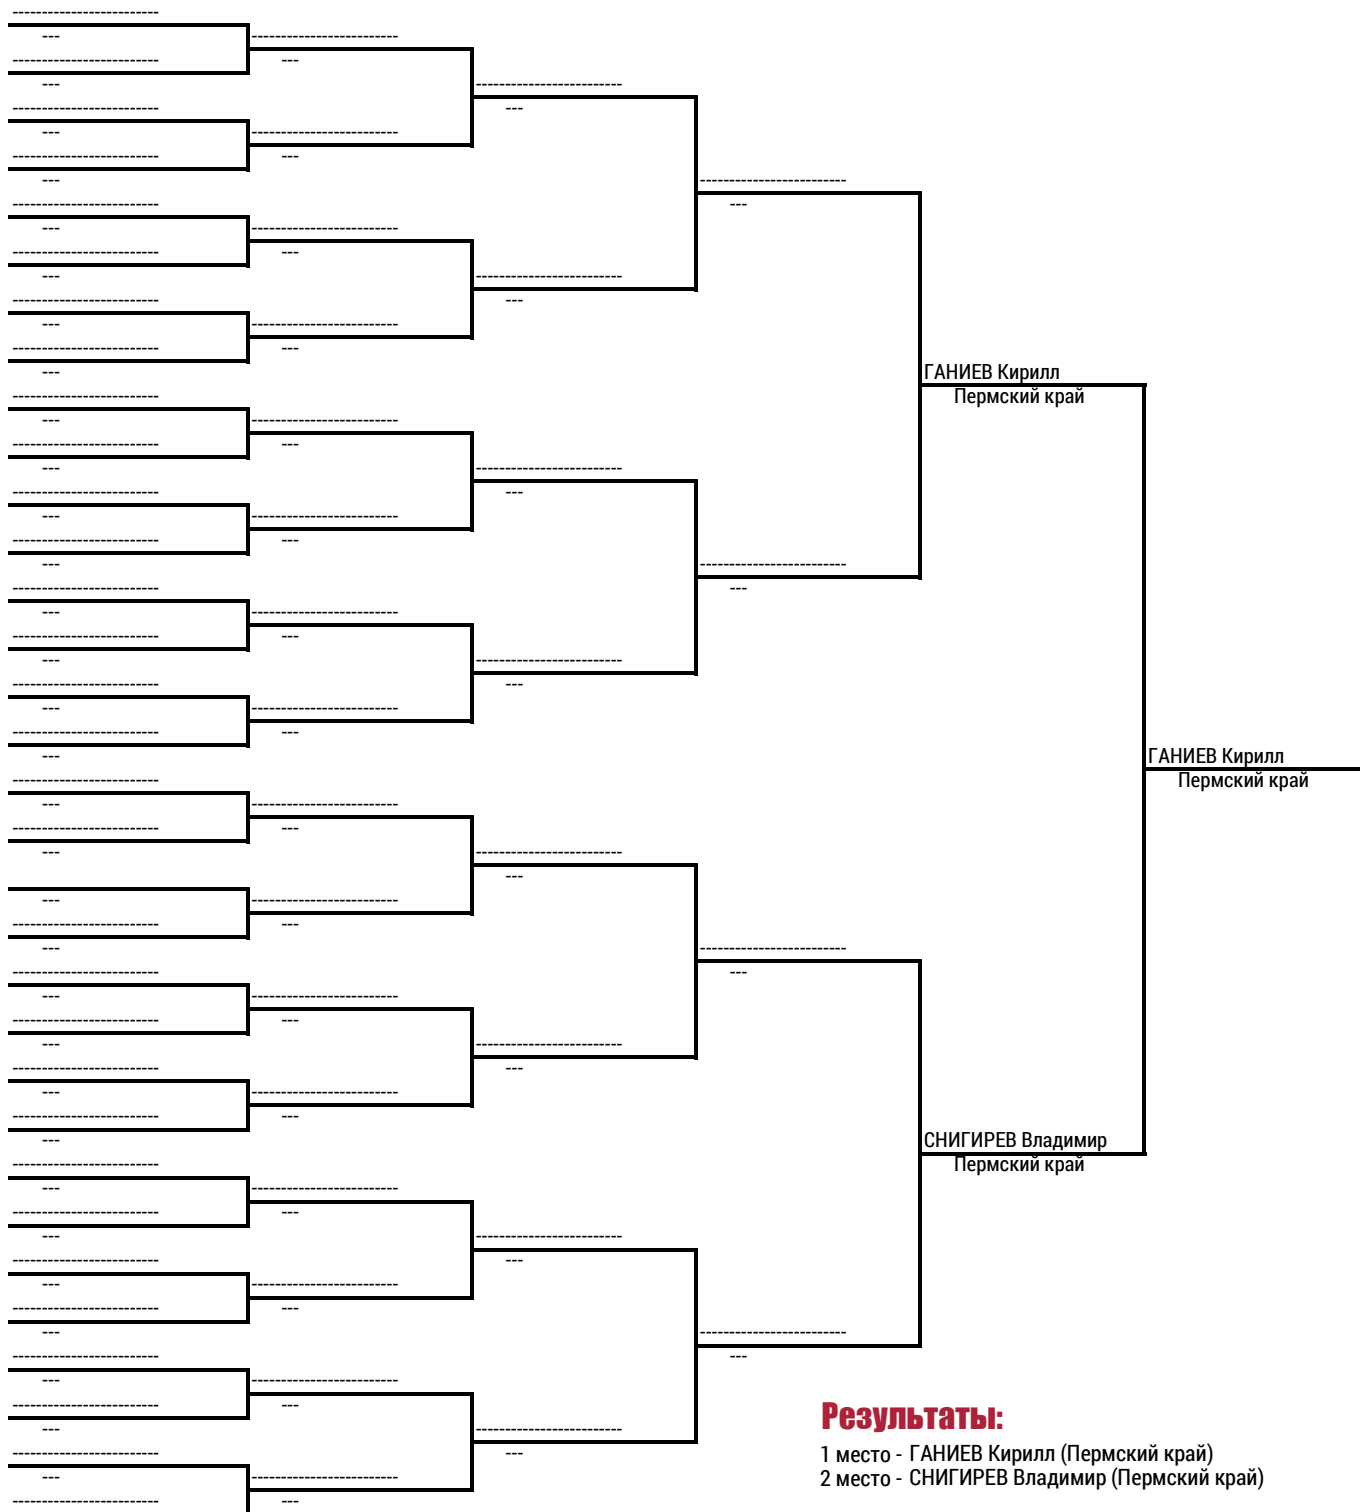 ГАНИЕВ Кирилл
Пермский край
ГАНИЕВ Кирилл
Пермский край
СНИГИРЕВ Владимир
Пермский край
Результаты:
1 место - ГАНИЕВ Кирилл (Пермский край)
2 место - СНИГИРЕВ Владимир (Пермский край)